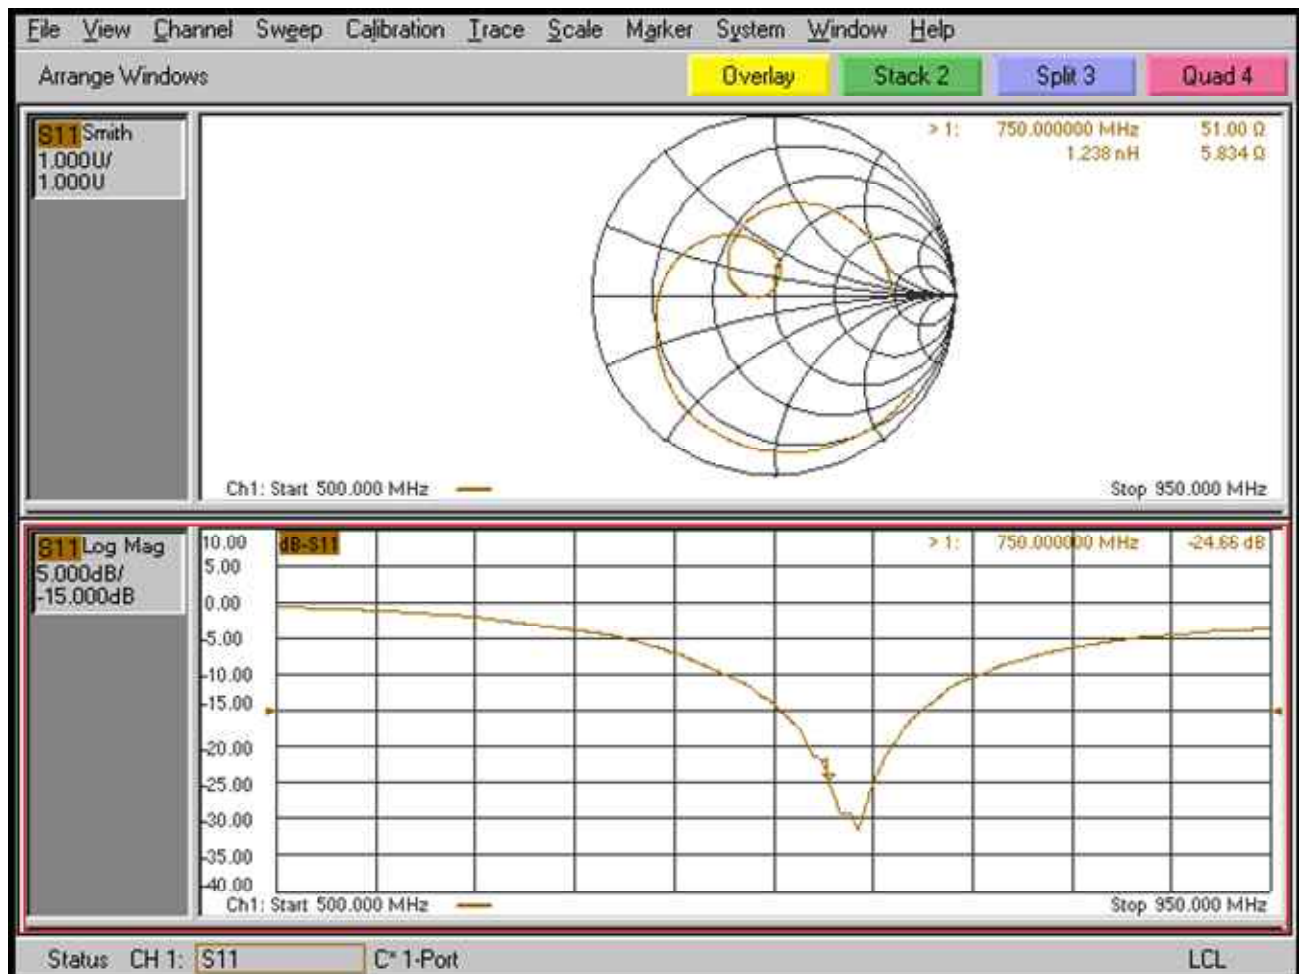 File View Channel Sweep Calibration Trace Scale Marker System Window Help
Arrange Windows Overlay Stack 2 Split 3 Quad 4
S11 Smith
1.000U/
1.000U
> 1: 750.000000 MHz 51.00 Ω
1.238 nH 5.834 Ω
Ch1: Start 500.000 MHz Stop 950.000 MHz
S11 Log Mag
5.000dB/
-15.000dB
dB-S11
> 1: 750.000000 MHz -24.66 dB
10.00
5.00
0.00
-5.00
-10.00
-15.00
-20.00
-25.00
-30.00
-35.00
-40.00
Ch1: Start 500.000 MHz Stop 950.000 MHz
Status CH 1: S11 C* 1-Port LCL